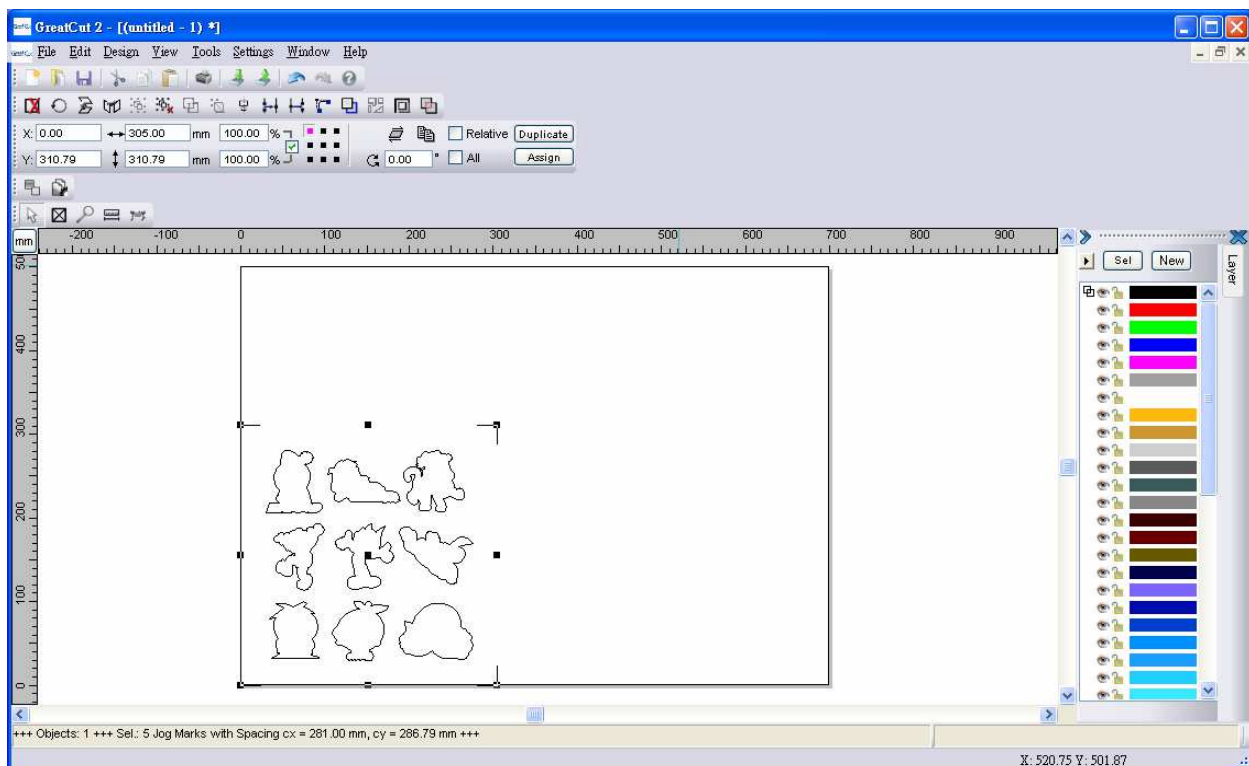 GreatCut 2 - [(untitled - 1) *]
File Edit Design View Tools Settings Window Help
X: 0.00 305.00 mm 100.00 % Relative Duplicate
Y: 310.79 310.79 mm 100.00 % 0.00 ° All Assign
mm -200 -100 0 100 200 300 400 500 600 700 800 900
Sel New
Layer
50
400
300
200
100
0
+++ Objects: 1 +++ Sel.: 5 Jog Marks with Spacing cx = 281.00 mm, cy = 286.79 mm +++
X: 520.75 Y: 501.87